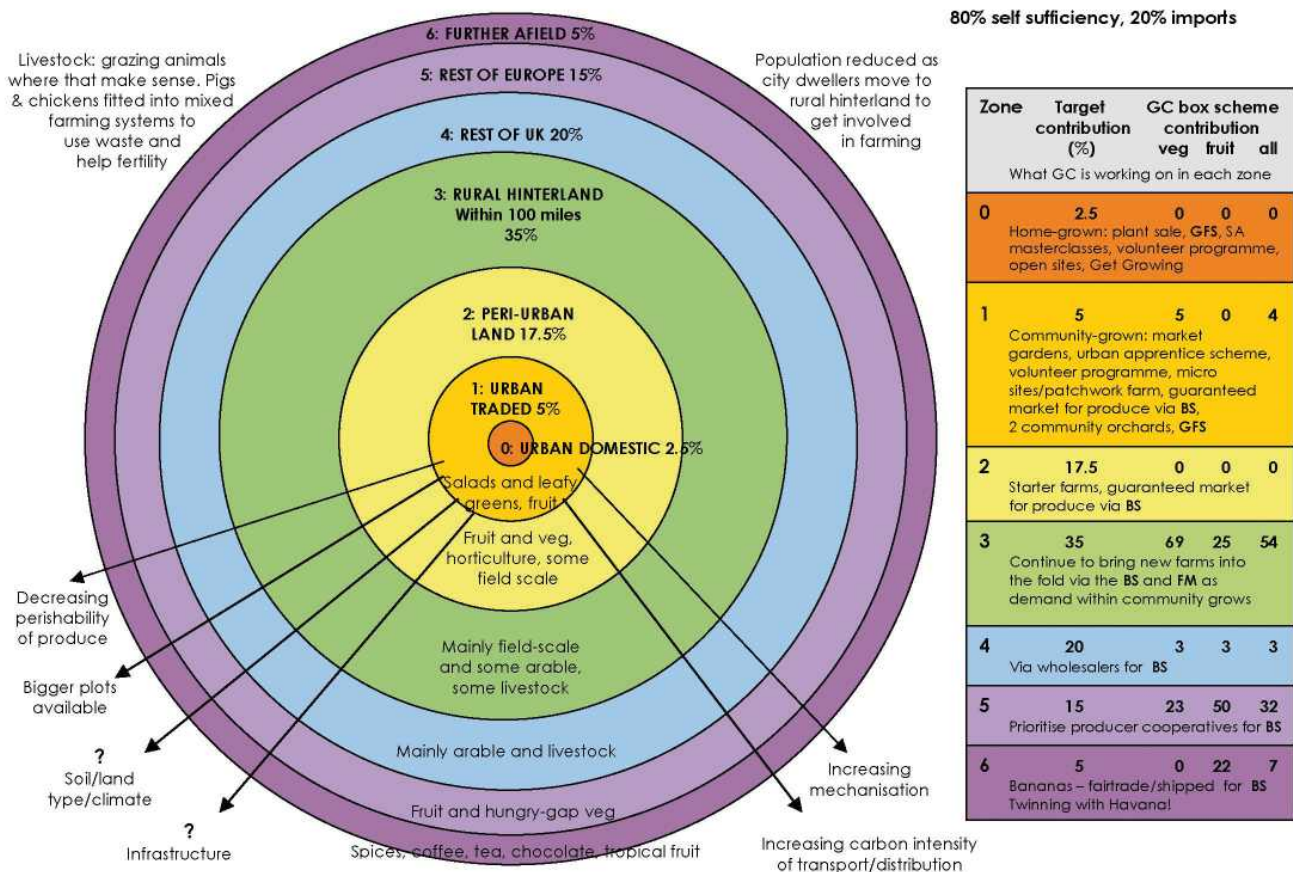 80% self sufficiency, 20% imports
Livestock: grazing animals
where that make sense. Pigs
& chickens fitted into mixed
farming systems to
use waste and
help fertility
Population reduced as
city dwellers move to
rural hinterland to
get involved
in farming
6: FURTHER AFIELD 5%
5: REST OF EUROPE 15%
4: REST OF UK 20%
3: RURAL HINTERLAND
Within 100 miles
35%
2: PERI-URBAN
LAND 17.5%
1: URBAN
TRADED 5%
0: URBAN DOMESTIC 2.5%
Salads and leafy
greens, fruit
Fruit and veg,
horticulture, some
field scale
Mainly field-scale
and some arable,
some livestock
Mainly arable and livestock
Fruit and hungry-gap veg
Spices, coffee, tea, chocolate, tropical fruit
Decreasing
perishability
of produce
Bigger plots
available
?
Soil/land
type/climate
?
Infrastructure
Increasing
mechanisation
Increasing carbon intensity
of transport/distribution
Zone Target GC box scheme
contribution contribution
(%) veg fruit all
What GC is working on in each zone
0 2.5 0 0 0
Home-grown: plant sale, GFS, SA
masterclasses, volunteer programme,
open sites, Get Growing
1 5 5 0 4
Community-grown: market
gardens, urban apprentice scheme,
volunteer programme, micro
sites/patchwork farm, guaranteed
market for produce via BS,
2 community orchards, GFS
2 17.5 0 0 0
Starter farms, guaranteed market
for produce via BS
3 35 69 25 54
Continue to bring new farms into
the fold via the BS and FM as
demand within community grows
4 20 3 3 3
Via wholesalers for BS
5 15 23 50 32
Prioritise producer cooperatives for BS
6 5 0 22 7
Bananas – fairtrade/shipped for BS
Twinning with Havana!